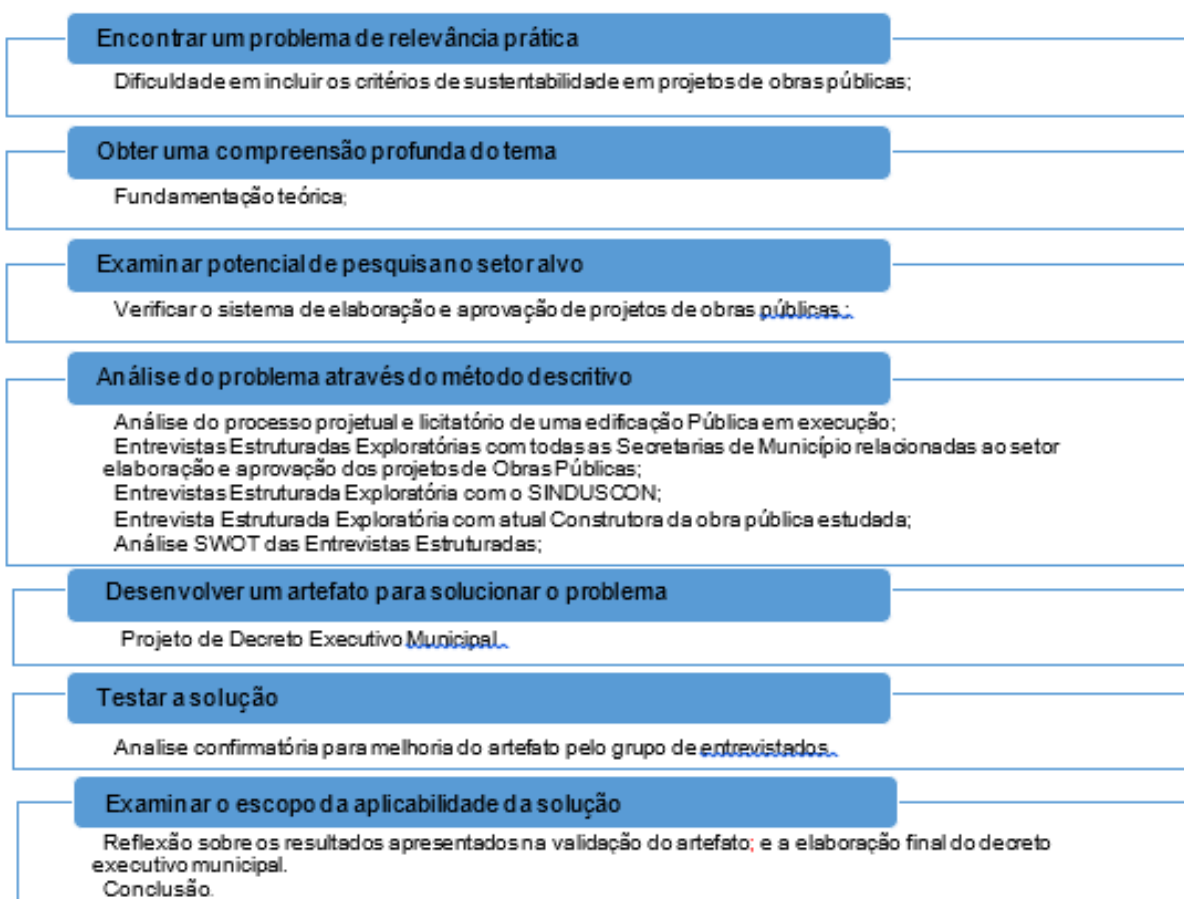 Encontrar um problema de relevância prática
Dificuldade em incluir os critérios de sustentabilidade em projetos de obras públicas;
Obter uma compreensão profunda do tema
Fundamentação teórica;
Examinar potencial de pesquisa no setor alvo
Verificar o sistema de elaboração e aprovação de projetos de obras públicas.;
Análise do problema através do método descritivo
Análise do processo projetual e licitatório de uma edificação Pública em execução;
Entrevistas Estruturadas Exploratórias com todas as Secretarias de Município relacionadas ao setor
elaboração e aprovação dos projetos de Obras Públicas;
Entrevistas Estruturada Exploratória com o SINDUSCON;
Entrevista Estruturada Exploratória com atual Construtora da obra pública estudada;
Análise SWOT das Entrevistas Estruturadas;
Desenvolver um artefato para solucionar o problema
Projeto de Decreto Executivo Municipal.
Testar a solução
Analise confirmatória para melhoria do artefato pelo grupo de entrevistados.
Examinar o escopo da aplicabilidade da solução
Reflexão sobre os resultados apresentados na validação do artefato; e a elaboração final do decreto
executivo municipal.
Conclusão.